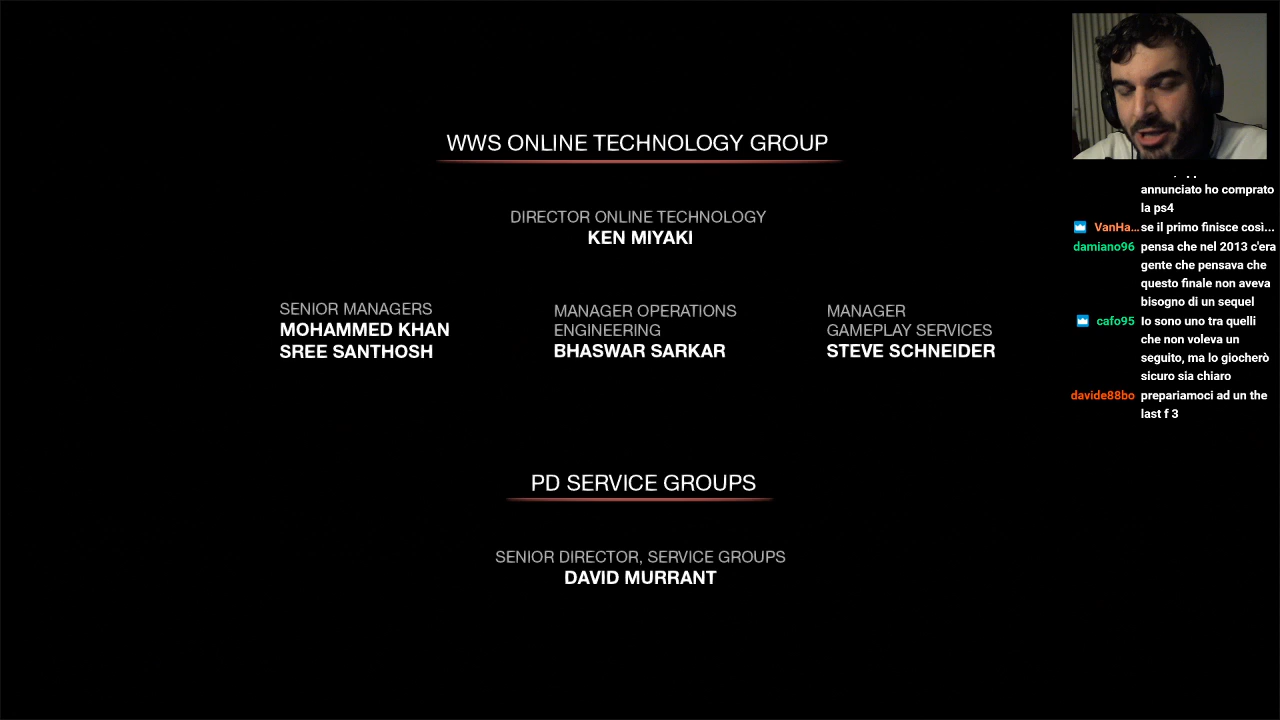 WWS ONLINE TECHNOLOGY GROUP
DIRECTOR ONLINE TECHNOLOGY
KEN MIYAKI
SENIOR MANAGERS
MOHAMMED KHAN
SREE SANTHOSH
MANAGER OPERATIONS
ENGINEERING
BHASWAR SARKAR
MANAGER
GAMEPLAY SERVICES
STEVE SCHNEIDER
PD SERVICE GROUPS
SENIOR DIRECTOR, SERVICE GROUPS
DAVID MURRANT
annunciato ho comprato
la ps4
VanHa... se il primo finisce così...
damiano96 pensa che nel 2013 c'era
gente che pensava che
questo finale non aveva
bisogno di un sequel
cafo95 Io sono uno tra quelli
che non voleva un
seguito, ma lo giocherò
sicuro sia chiaro
davide88bo prepariamoci ad un the
last f 3